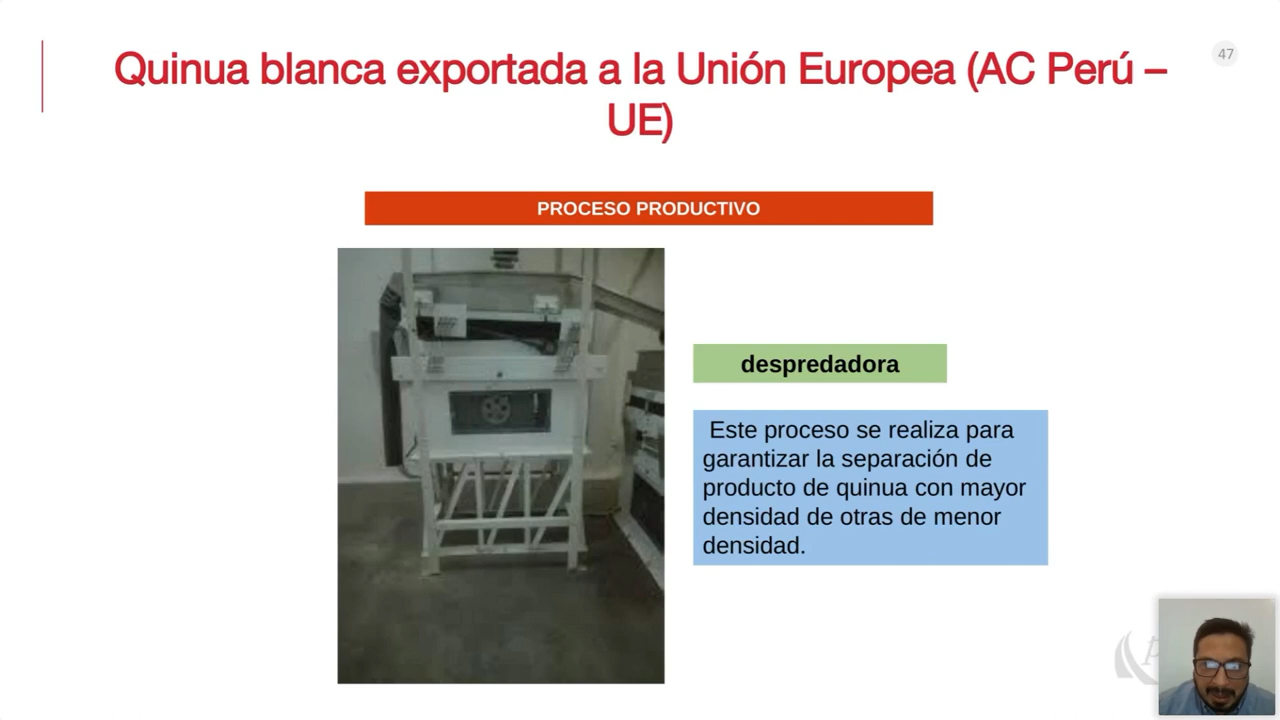 47
Quinua blanca exportada a la Unión Europea (AC Perú –
UE)
PROCESO PRODUCTIVO
despredadora
Este proceso se realiza para
garantizar la separación de
producto de quinua con mayor
densidad de otras de menor
densidad.